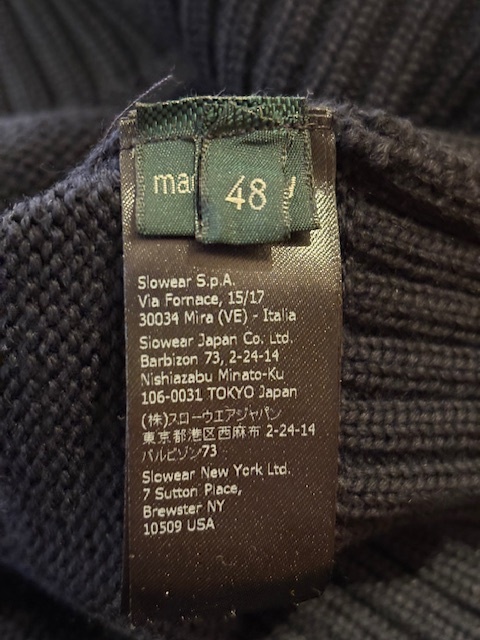 48
Slowear S.p.A.
Via Fornace, 15/17
30034 Mira (VE) - Italia
Slowear Japan Co. Ltd.
Barbizon 73, 2-24-14
Nishiazabu Minato-Ku
106-0031 TOKYO Japan
(株)スローウエアジャパン
東京都港区西麻布 2-24-14
バルビゾン73
Slowear New York Ltd.
7 Sutton Place,
Brewster NY
10509 USA